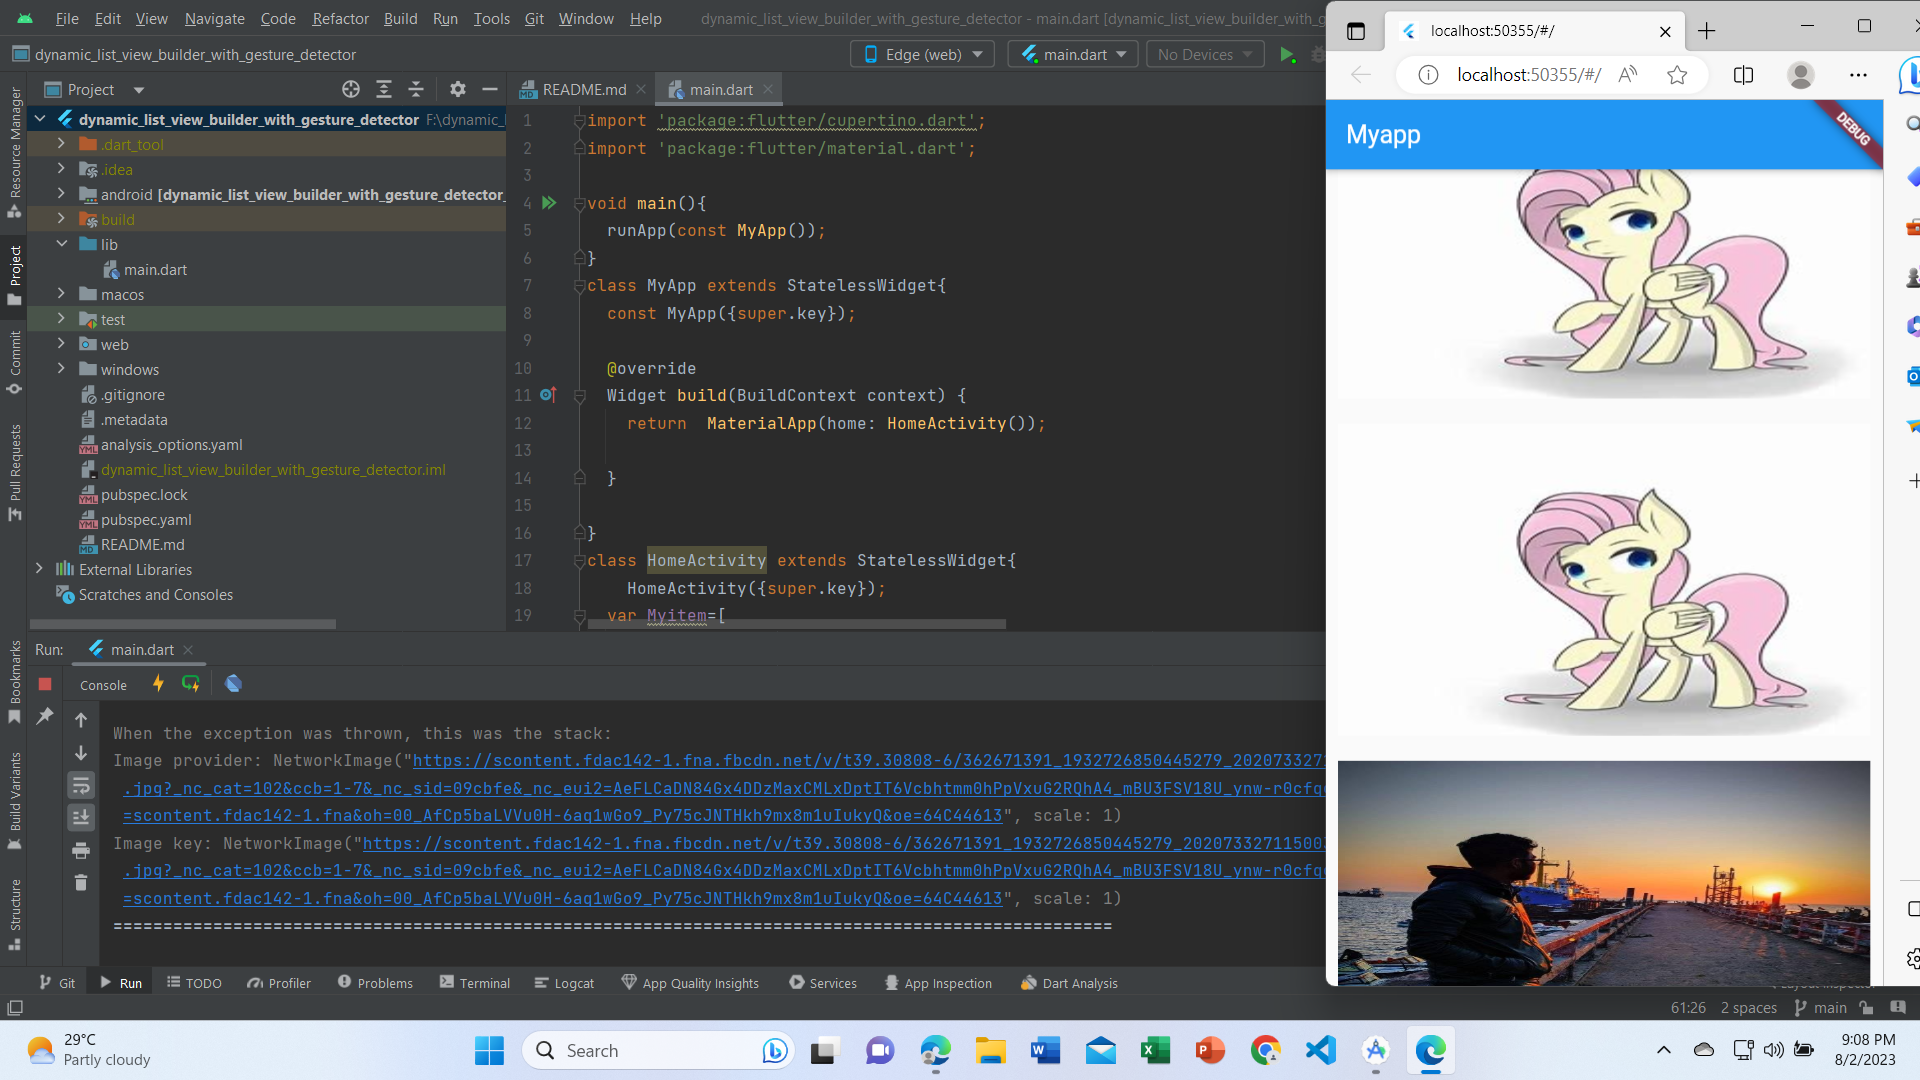 File Edit View Navigate Code Refactor Build Run Tools Git Window Help dynamic_list_view_builder_with_gesture_detector - main.dart
dynamic_list_view_builder_with_gesture_detector Edge (web) main.dart No Devices
Project README.md main.dart
Resource Manager
Project
Commit
Pull Requests
Bookmarks
Build Variants
Structure
dynamic_list_view_builder_with_gesture_detector
.dart_tool
.idea
android [dynamic_list_view_builder_with_gesture_detector_
build
lib
main.dart
macos
test
web
windows
.gitignore
.metadata
analysis_options.yaml
dynamic_list_view_builder_with_gesture_detector.iml
pubspec.lock
pubspec.yaml
README.md
External Libraries
Scratches and Consoles
1 import 'package:flutter/cupertino.dart';
2 import 'package:flutter/material.dart';
3
4 void main(){
5 runApp(const MyApp());
6 }
7 class MyApp extends StatelessWidget{
8 const MyApp({super.key});
9
10 @override
11 Widget build(BuildContext context) {
12 return MaterialApp(home: HomeActivity());
13
14 }
15
16 }
17 class HomeActivity extends StatelessWidget{
18 HomeActivity({super.key});
19 var Myitem=[
Run: main.dart
Console
When the exception was thrown, this was the stack:
Image provider: NetworkImage("https://scontent.fdac142-1.fna.fbcdn.net/v/t39.30808-6/362671391_1932726850445279_202073327
.jpg?_nc_cat=102&ccb=1-7&_nc_sid=09cbfe&_nc_eui2=AeFLCaDN84Gx4DDzMaxCMLxDptIT6Vcbhtmm0hPpVxuG2RQhA4_mBU3FSV18U_ynw-r0cfq
=scontent.fdac142-1.fna&oh=00_AfCp5baLVVu0H-6aq1wGo9_Py75cJNTHkh9mx8m1uIukyQ&oe=64C44613", scale: 1)
Image key: NetworkImage("https://scontent.fdac142-1.fna.fbcdn.net/v/t39.30808-6/362671391_1932726850445279_20207332711500
.jpg?_nc_cat=102&ccb=1-7&_nc_sid=09cbfe&_nc_eui2=AeFLCaDN84Gx4DDzMaxCMLxDptIT6Vcbhtmm0hPpVxuG2RQhA4_mBU3FSV18U_ynw-r0cfq
=scontent.fdac142-1.fna&oh=00_AfCp5baLVVu0H-6aq1wGo9_Py75cJNTHkh9mx8m1uIukyQ&oe=64C44613", scale: 1)
====================================================================================================
Git Run TODO Profiler Problems Terminal Logcat App Quality Insights Services App Inspection Dart Analysis
61:26 2 spaces main
localhost:50355/#/
localhost:50355/#/
Myapp
DEBUG
29°C
Partly cloudy
Search
9:08 PM
8/2/2023